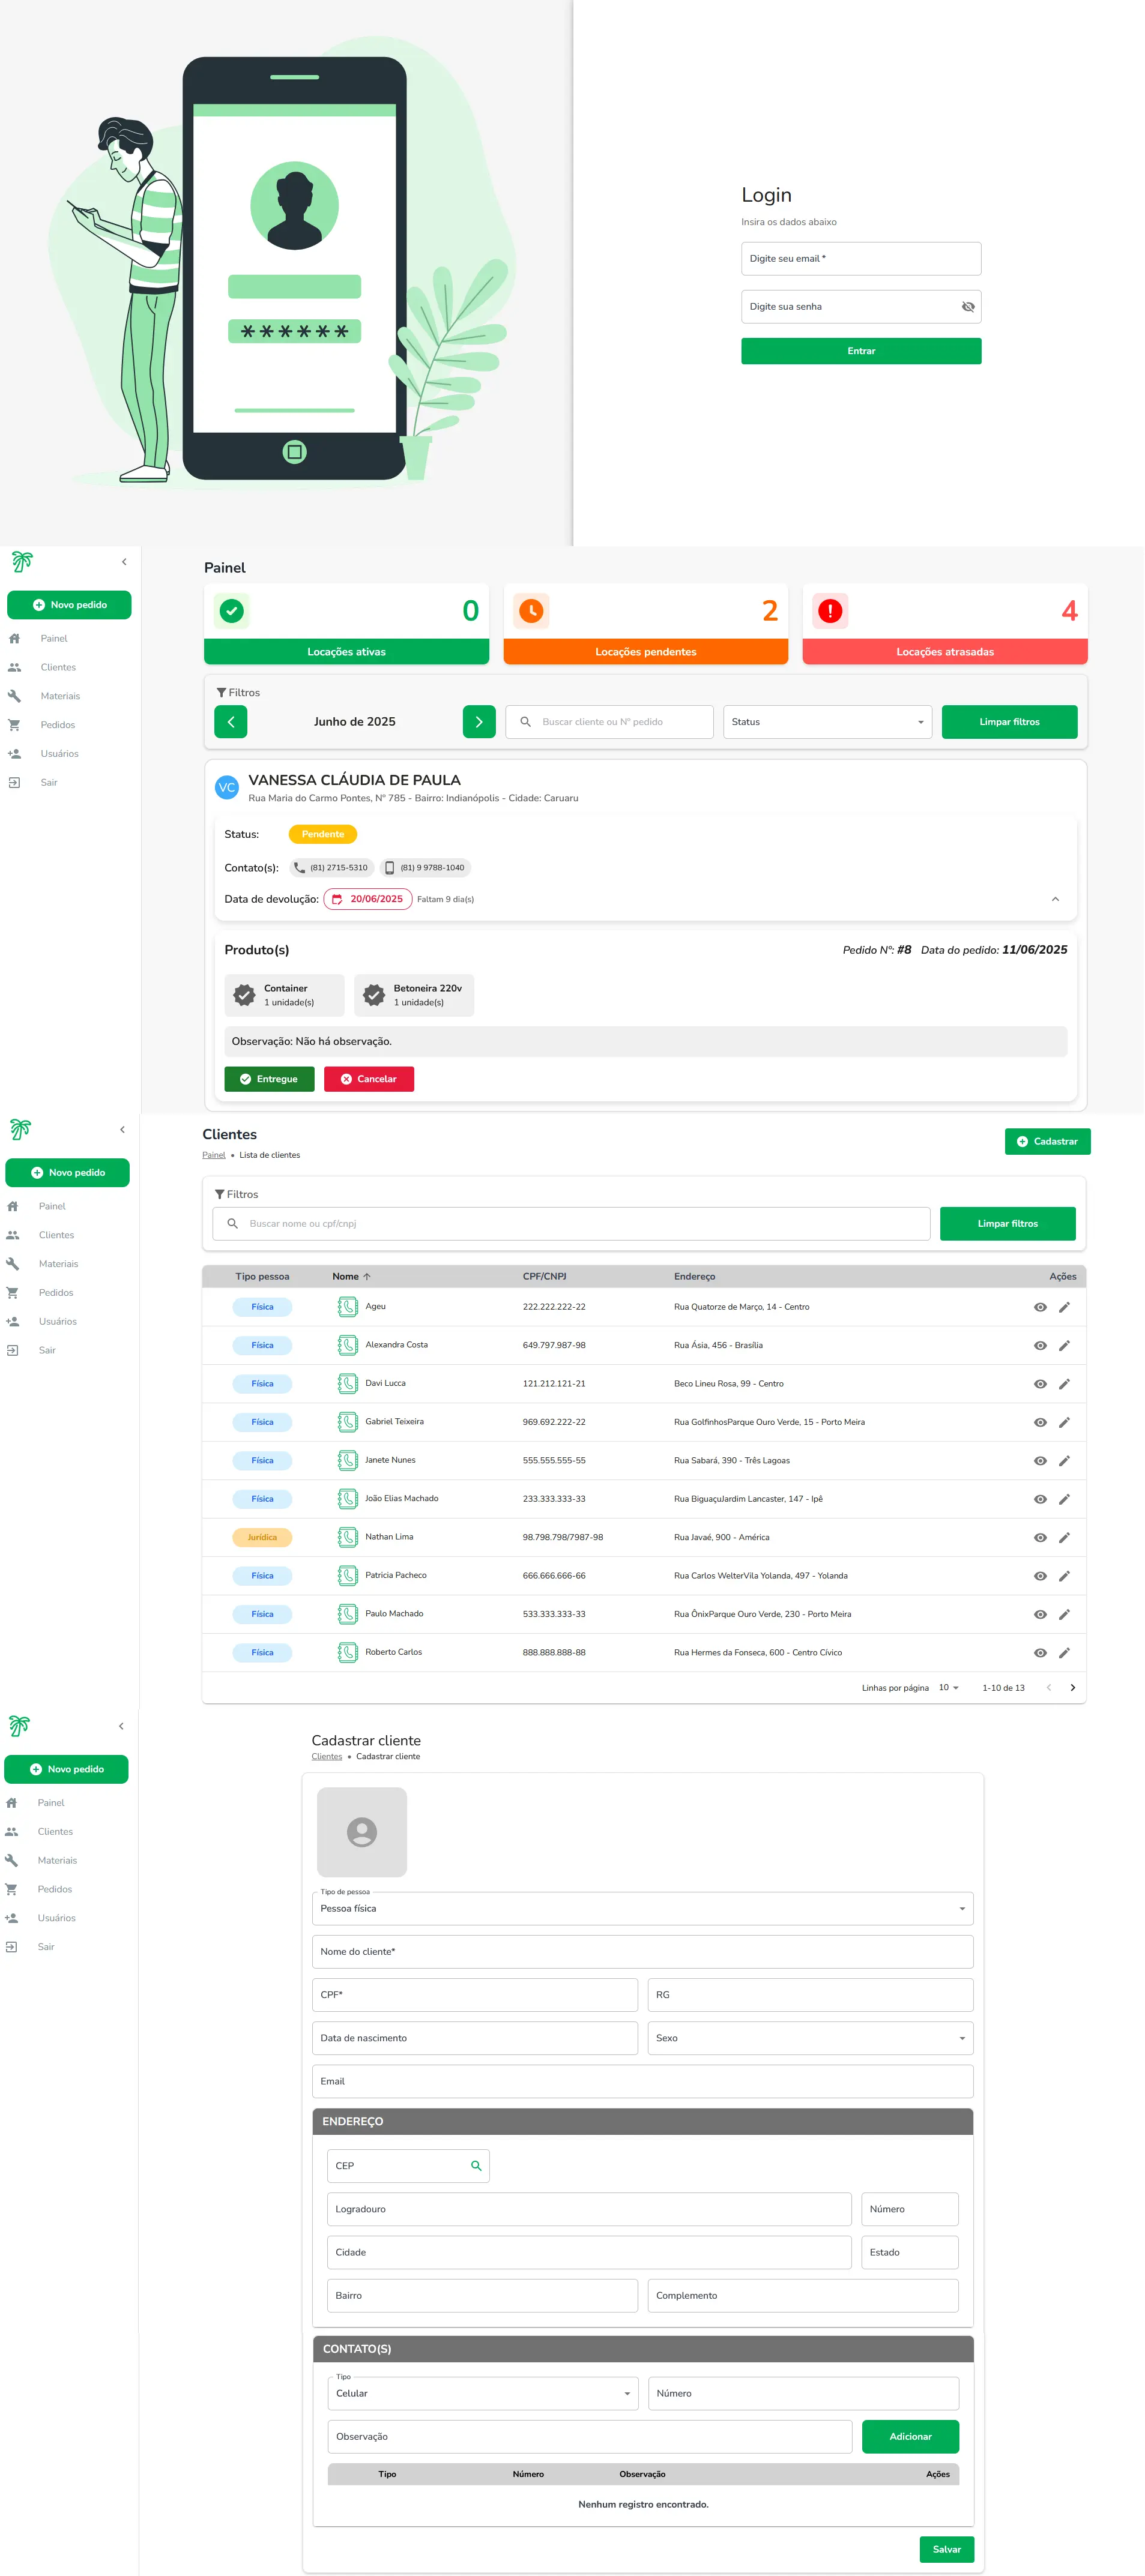 Login
Insira os dados abaixo
Digite seu email *
Digite sua senha
Entrar
******
Novo pedido
Painel
Clientes
Materiais
Pedidos
Usuários
Sair
Painel
0
Locações ativas
2
Locações pendentes
4
Locações atrasadas
Filtros
Junho de 2025
Buscar cliente ou Nº pedido
Status
Limpar filtros
VC
VANESSA CLÁUDIA DE PAULA
Rua Maria do Carmo Pontes, Nº 785 - Bairro: Indianópolis - Cidade: Caruaru
Status: Pendente
Contato(s): (81) 2715-5310 (81) 9 9788-1040
Data de devolução: 20/06/2025 Faltam 9 dia(s)
Produto(s)
Pedido Nº: #8 Data do pedido: 11/06/2025
Container
1 unidade(s)
Betoneira 220v
1 unidade(s)
Observação: Não há observação.
Entregue
Cancelar
Novo pedido
Painel
Clientes
Materiais
Pedidos
Usuários
Sair
Clientes
Painel • Lista de clientes
Cadastrar
Filtros
Buscar nome ou cpf/cnpj
Limpar filtros
Tipo pessoa Nome CPF/CNPJ Endereço Ações
Física Ageu 222.222.222-22 Rua Quatorze de Março, 14 - Centro
Física Alexandra Costa 649.797.987-98 Rua Ásia, 456 - Brasília
Física Davi Lucca 121.212.121-21 Beco Lineu Rosa, 99 - Centro
Física Gabriel Teixeira 969.692.222-22 Rua GolfinhosParque Ouro Verde, 15 - Porto Meira
Física Janete Nunes 555.555.555-55 Rua Sabará, 390 - Três Lagoas
Física João Elias Machado 233.333.333-33 Rua BiguaçuJardim Lancaster, 147 - Ipê
Jurídica Nathan Lima 98.798.798/7987-98 Rua Javaé, 900 - América
Física Patricia Pacheco 666.666.666-66 Rua Carlos WelterVila Yolanda, 497 - Yolanda
Física Paulo Machado 533.333.333-33 Rua ÔnixParque Ouro Verde, 230 - Porto Meira
Física Roberto Carlos 888.888.888-88 Rua Hermes da Fonseca, 600 - Centro Cívico
Linhas por página 10 1-10 de 13
Novo pedido
Painel
Clientes
Materiais
Pedidos
Usuários
Sair
Cadastrar cliente
Clientes • Cadastrar cliente
Tipo de pessoa
Pessoa física
Nome do cliente*
CPF* RG
Data de nascimento Sexo
Email
ENDEREÇO
CEP
Logradouro Número
Cidade Estado
Bairro Complemento
CONTATO(S)
Tipo
Celular Número
Observação Adicionar
Tipo Número Observação Ações
Nenhum registro encontrado.
Salvar